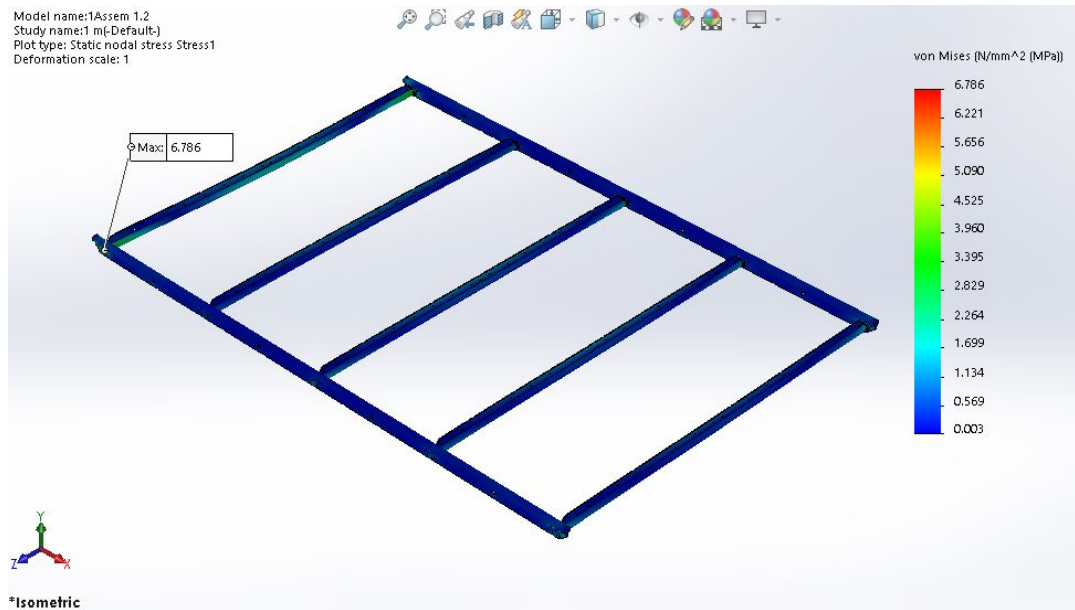 Model name:1Assem 1.2
Study name:1 m(-Default-)
Plot type: Static nodal stress Stress1
Deformation scale: 1
von Mises (N/mm^2 (MPa))
6.786
6.221
5.656
5.090
4.525
3.960
3.395
2.829
2.264
1.699
1.134
0.569
0.003
Max: 6.786
Y
Z
X
*Isometric